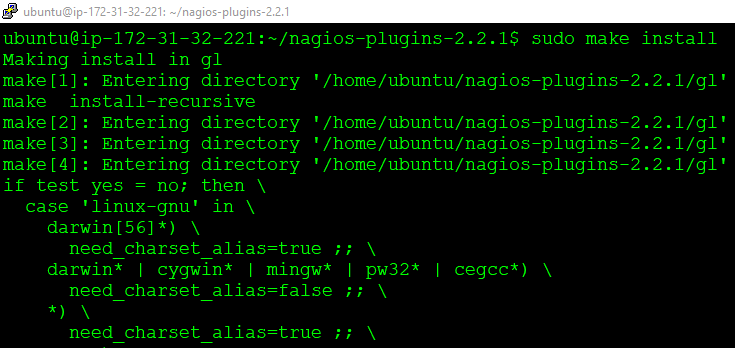 ubuntu@ip-172-31-32-221: ~/nagios-plugins-2.2.1
ubuntu@ip-172-31-32-221:~/nagios-plugins-2.2.1$ sudo make install
Making install in gl
make[1]: Entering directory '/home/ubuntu/nagios-plugins-2.2.1/gl'
make  install-recursive
make[2]: Entering directory '/home/ubuntu/nagios-plugins-2.2.1/gl'
make[3]: Entering directory '/home/ubuntu/nagios-plugins-2.2.1/gl'
make[4]: Entering directory '/home/ubuntu/nagios-plugins-2.2.1/gl'
if test yes = no; then \
  case 'linux-gnu' in \
    darwin[56]*) \
      need_charset_alias=true ;; \
    darwin* | cygwin* | mingw* | pw32* | cegcc*) \
      need_charset_alias=false ;; \
    *) \
      need_charset_alias=true ;; \